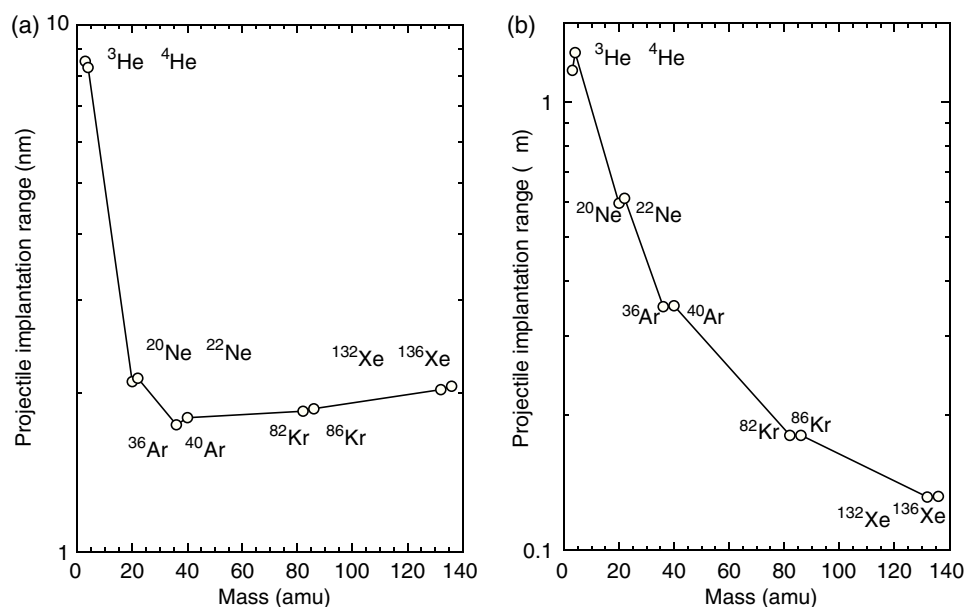 (a)
10
³He ⁴He
²⁰Ne ²²Ne
¹³²Xe ¹³⁶Xe
³⁶Ar ⁴⁰Ar
⁸²Kr ⁸⁶Kr
1
0 20 40 60 80 100 120 140
Mass (amu)
Projectile implantation range (nm)
(b)
³He ⁴He
1
²⁰Ne ²²Ne
³⁶Ar ⁴⁰Ar
⁸²Kr ⁸⁶Kr
¹³²Xe ¹³⁶Xe
0.1
0 20 40 60 80 100 120 140
Mass (amu)
Projectile implantation range ( m)